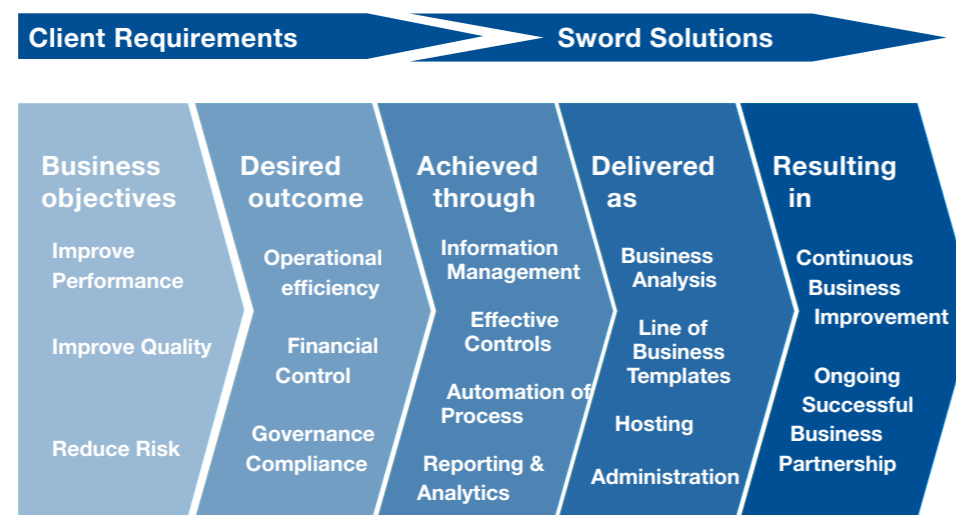 Client Requirements
Sword Solutions
Business
objectives
Improve
Performance
Improve Quality
Reduce Risk
Desired
outcome
Operational
efficiency
Financial
Control
Governance
Compliance
Achieved
through
Information
Management
Effective
Controls
Automation of
Process
Reporting &
Analytics
Delivered
as
Business
Analysis
Line of
Business
Templates
Hosting
Administration
Resulting
in
Continuous
Business
Improvement
Ongoing
Successful
Business
Partnership